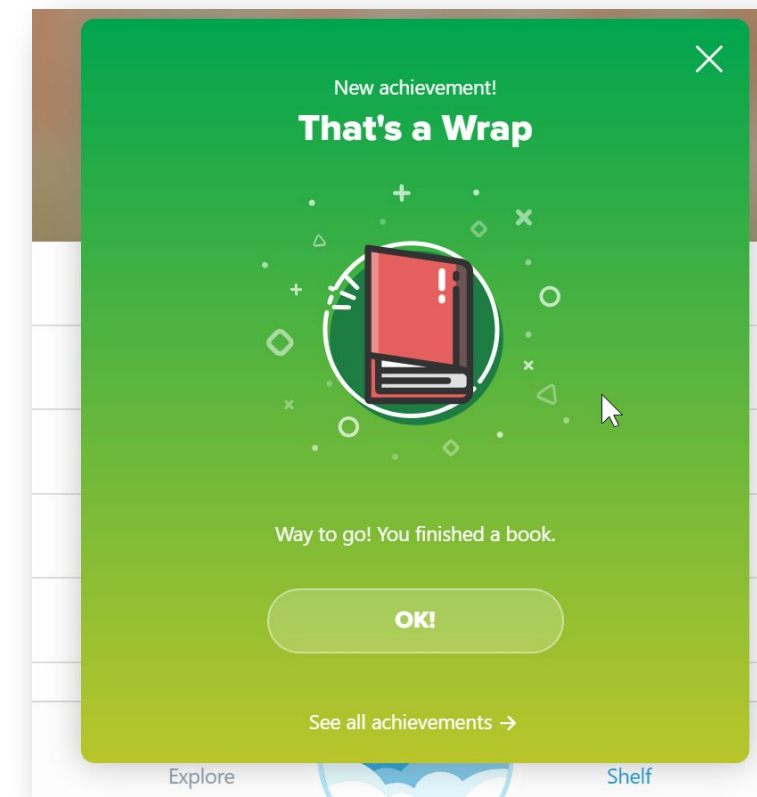 New achievement!
That's a Wrap
Way to go! You finished a book.
OK!
See all achievements →
Explore
Shelf